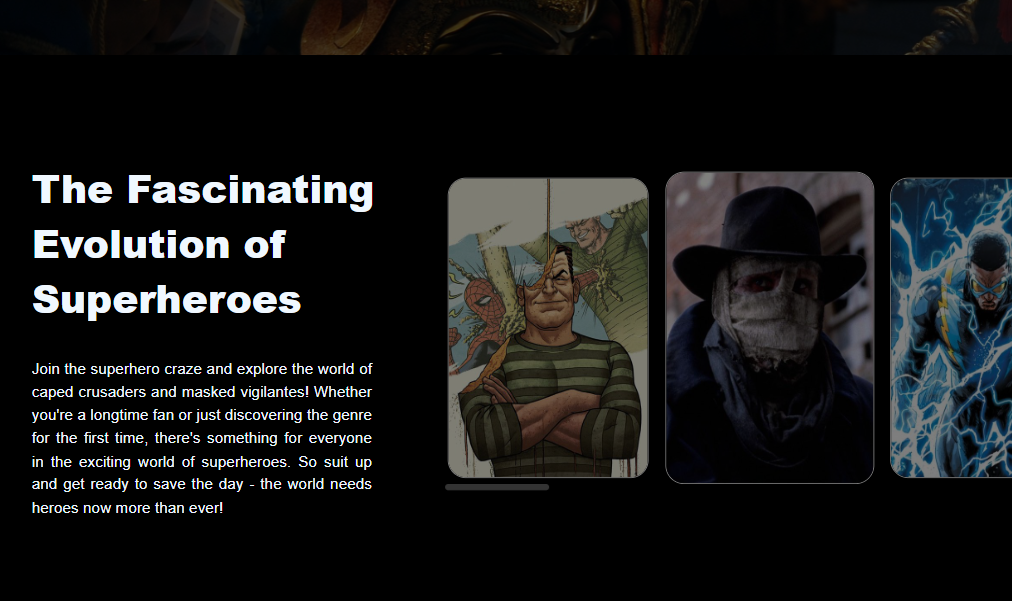 The Fascinating
Evolution of
Superheroes
Join the superhero craze and explore the world of
caped crusaders and masked vigilantes! Whether
you're a longtime fan or just discovering the genre
for the first time, there's something for everyone
in the exciting world of superheroes. So suit up
and get ready to save the day - the world needs
heroes now more than ever!